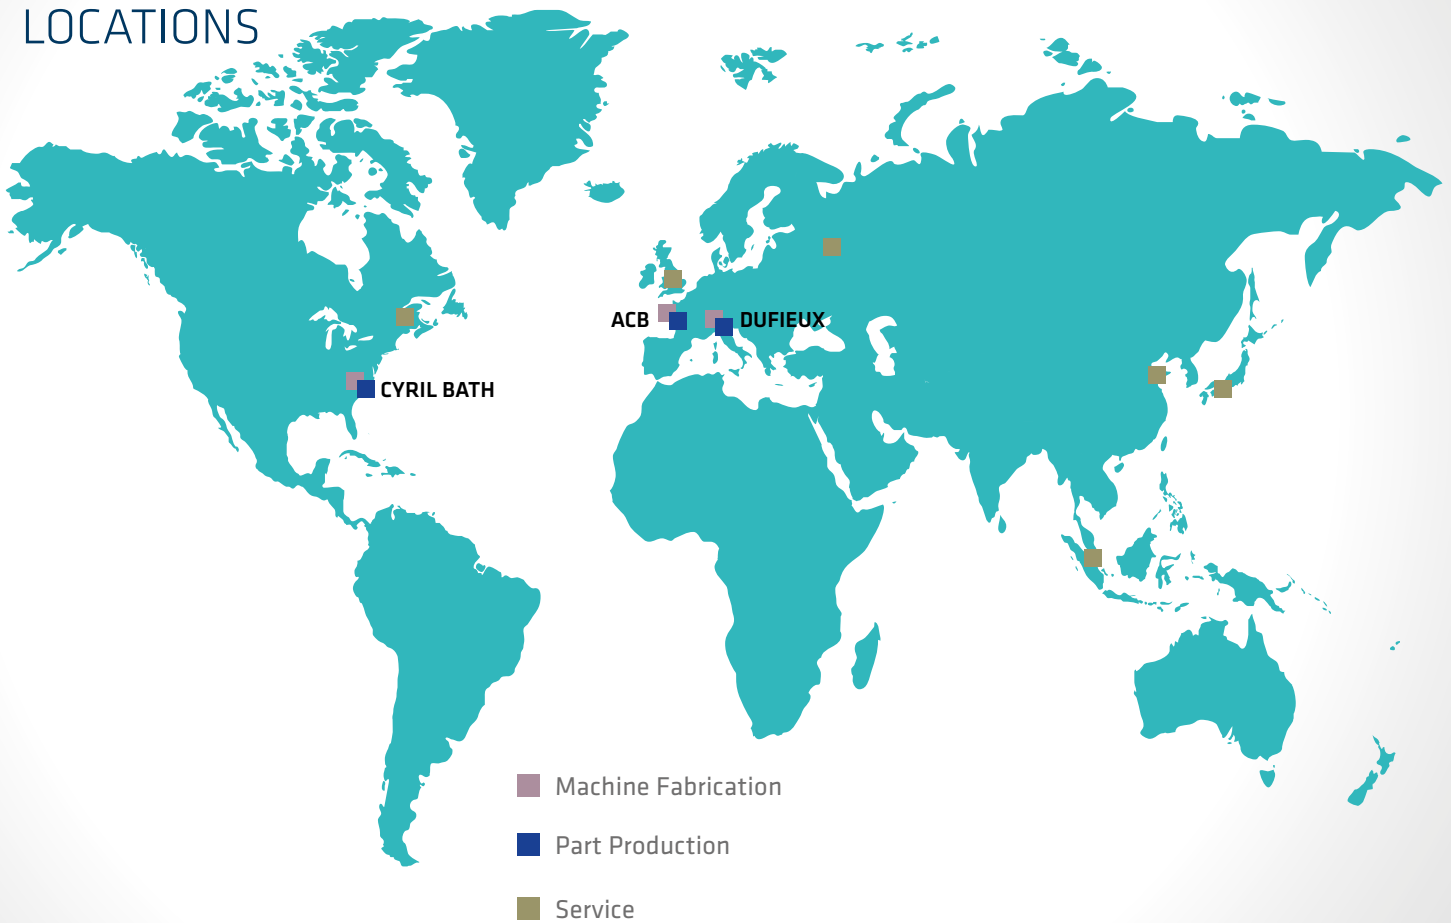 LOCATIONS
ACB
DUFIEUX
CYRIL BATH
Machine Fabrication
Part Production
Service